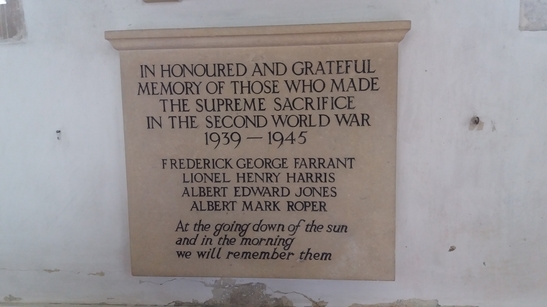 IN HONOURED AND GRATEFUL
MEMORY OF THOSE WHO MADE
THE SUPREME SACRIFICE
IN THE SECOND WORLD WAR
1939 — 1945
FREDERICK GEORGE FARRANT
LIONEL HENRY HARRIS
ALBERT EDWARD JONES
ALBERT MARK ROPER
At the going down of the sun
and in the morning
we will remember them